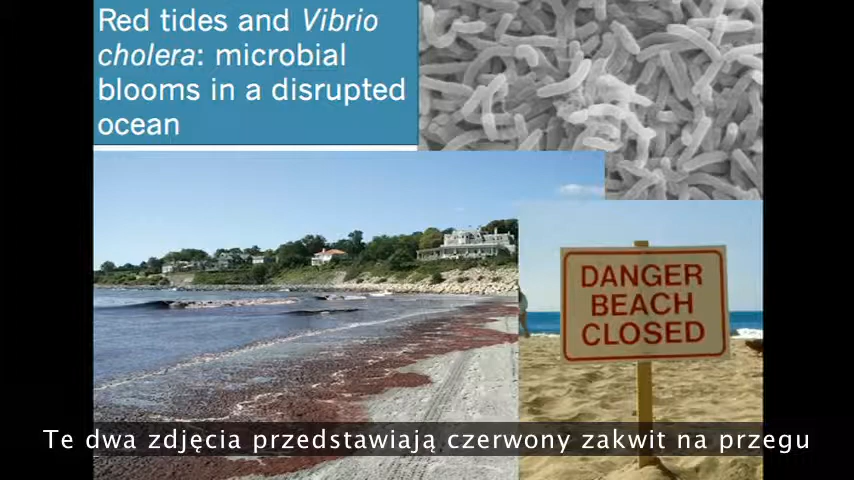 Red tides and Vibrio
cholera: microbial
blooms in a disrupted
ocean
DANGER
BEACH
CLOSED
Te dwa zdjęcia przedstawiają czerwony zakwit na przegu